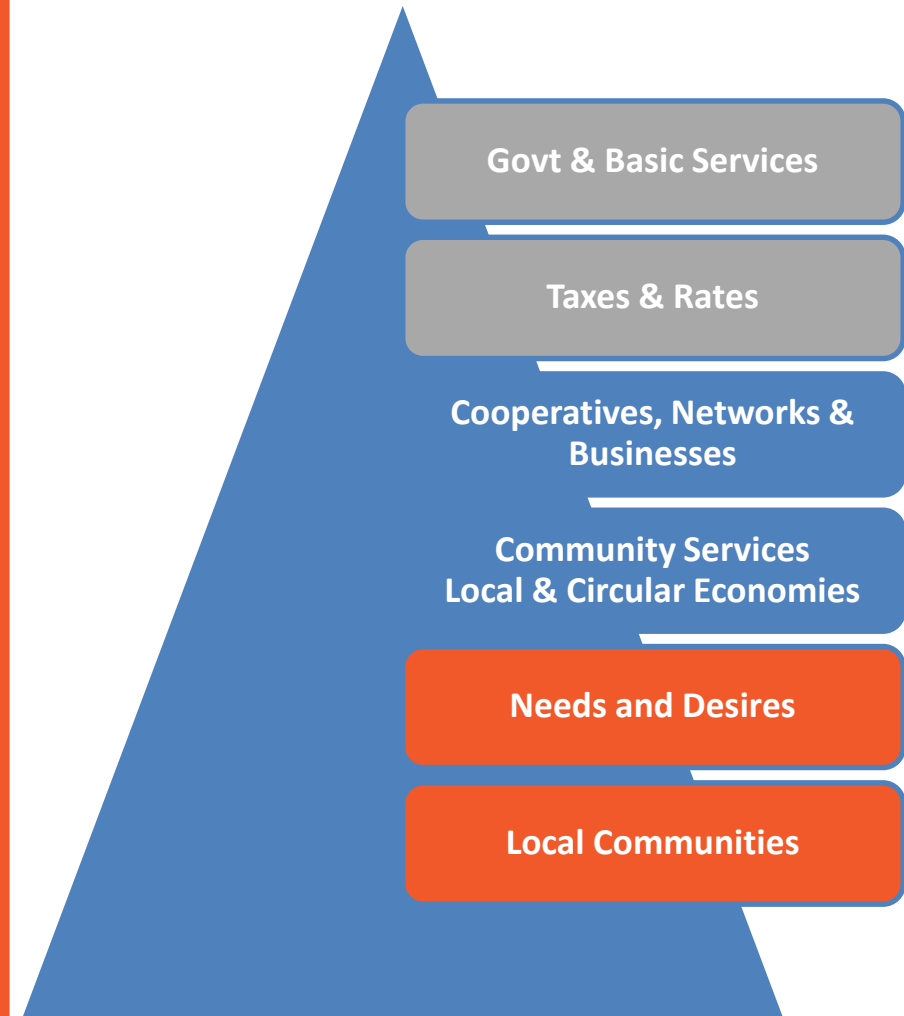 Govt & Basic Services
Taxes & Rates
Cooperatives, Networks &
Businesses
Community Services
Local & Circular Economies
Needs and Desires
Local Communities